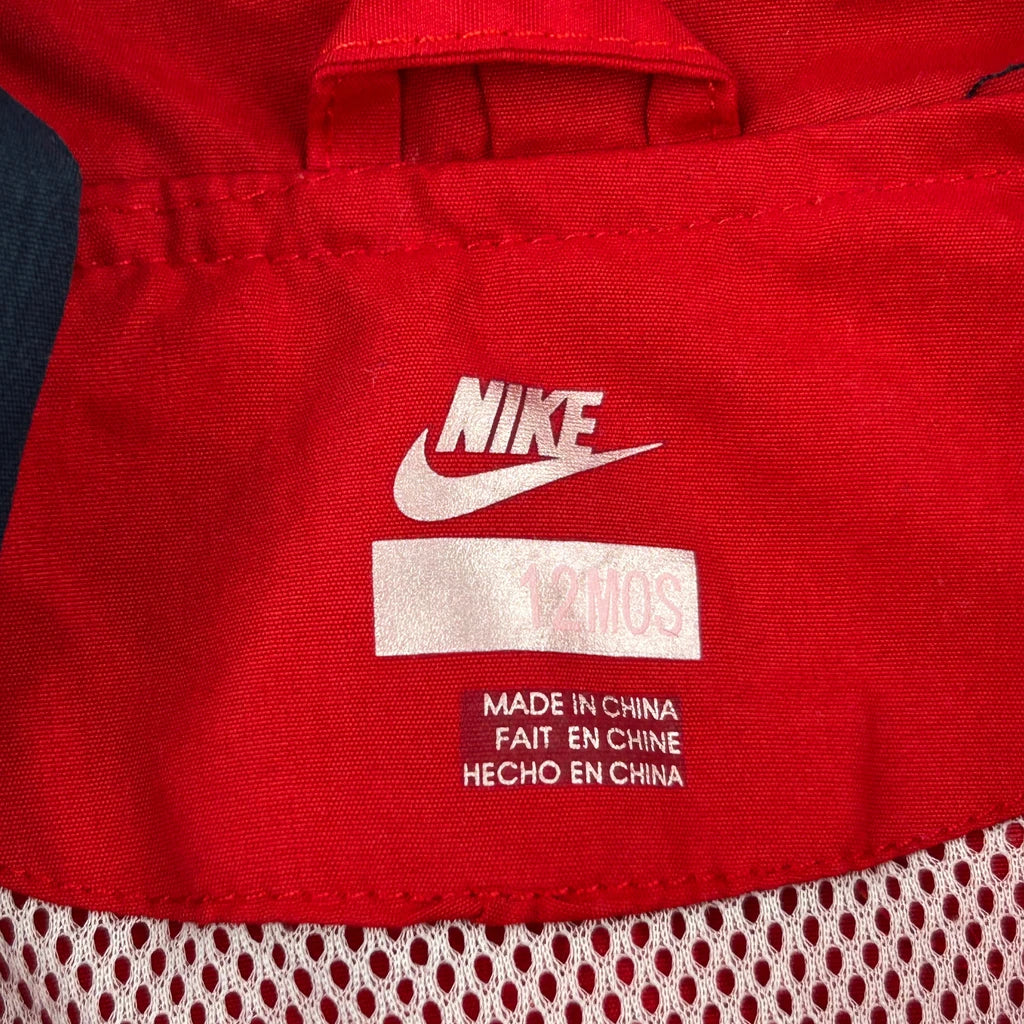 NIKE
12MOS
MADE IN CHINA
FAIT EN CHINE
HECHO EN CHINA